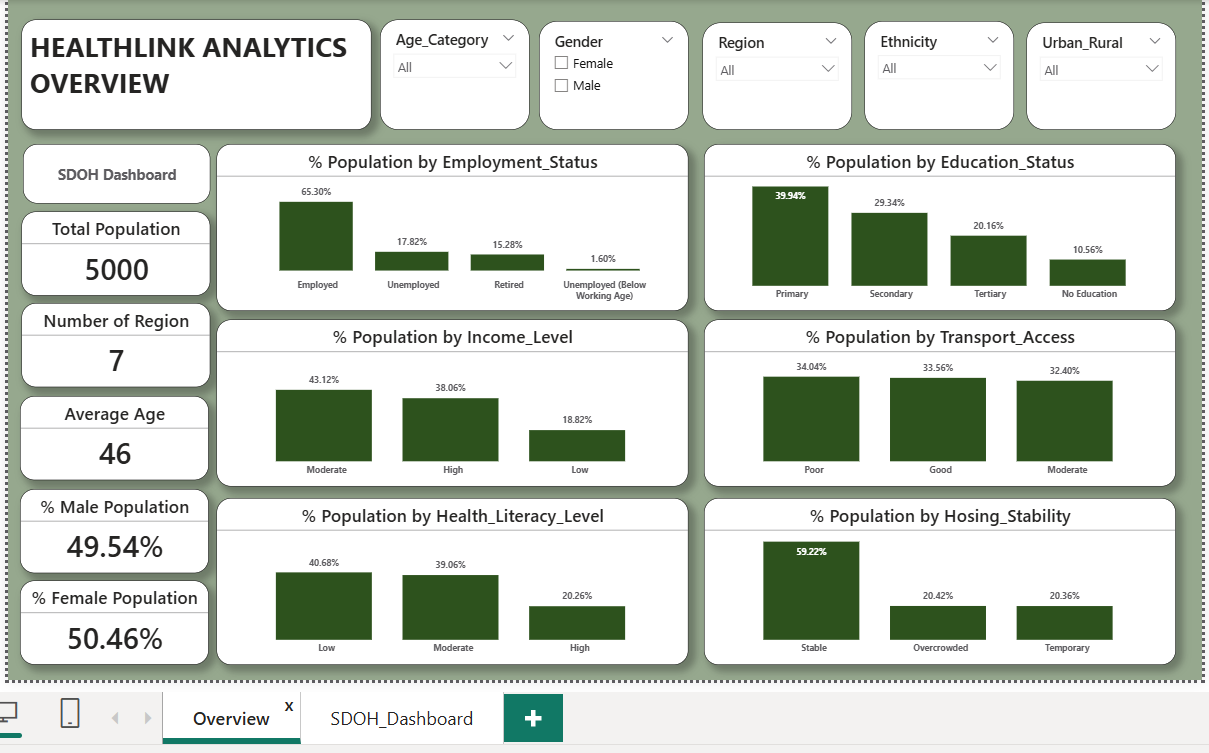 HEALTHLINK ANALYTICS
OVERVIEW
Age_Category
All
Gender
Female
Male
Region
All
Ethnicity
All
Urban_Rural
All
SDOH Dashboard
Total Population
5000
Number of Region
7
Average Age
46
% Male Population
49.54%
% Female Population
50.46%
% Population by Employment_Status
65.30%
17.82%
15.28%
1.60%
Employed
Unemployed
Retired
Unemployed (Below
Working Age)
% Population by Education_Status
39.94%
29.34%
20.16%
10.56%
Primary
Secondary
Tertiary
No Education
% Population by Income_Level
43.12%
38.06%
18.82%
Moderate
High
Low
% Population by Transport_Access
34.04%
33.56%
32.40%
Poor
Good
Moderate
% Population by Health_Literacy_Level
40.68%
39.06%
20.26%
Low
Moderate
High
% Population by Hosing_Stability
59.22%
20.42%
20.36%
Stable
Overcrowded
Temporary
Overview
x
SDOH_Dashboard
+